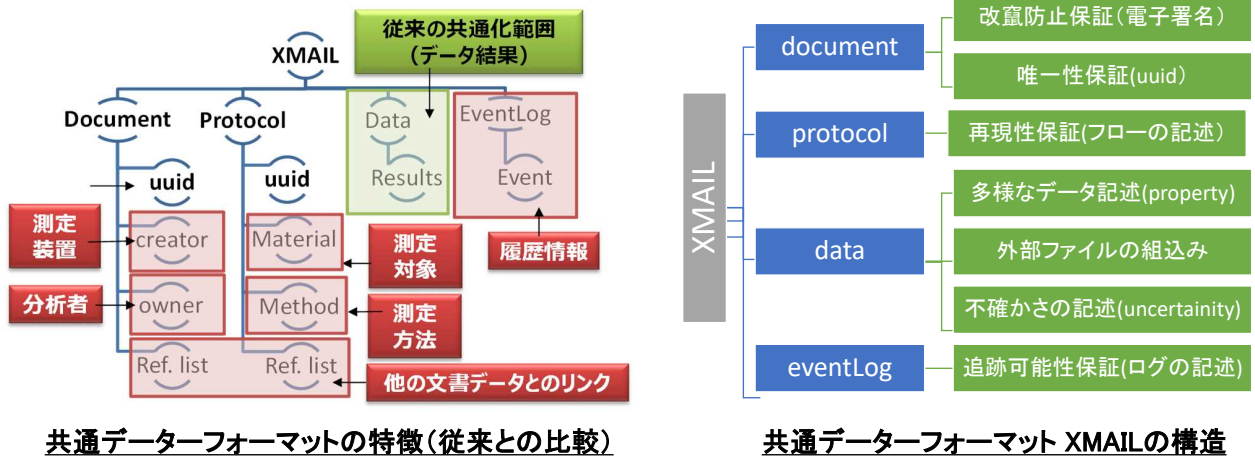 従来の共通化範囲
（データ結果）
XMAIL
Document
Protocol
Data
EventLog
uuid
uuid
Results
Event
測定
装置
creator
Material
測定
対象
履歴情報
分析者
owner
Method
測定
方法
Ref. list
Ref. list
他の文書データとのリンク
共通データーフォーマットの特徴（従来との比較）
XMAIL
document
改竄防止保証（電子署名）
唯一性保証(uuid）
protocol
再現性保証(フローの記述）
data
多様なデータ記述(property)
外部ファイルの組込み
不確かさの記述(uncertainity)
eventLog
追跡可能性保証(ログの記述)
共通データーフォーマット XMAILの構造